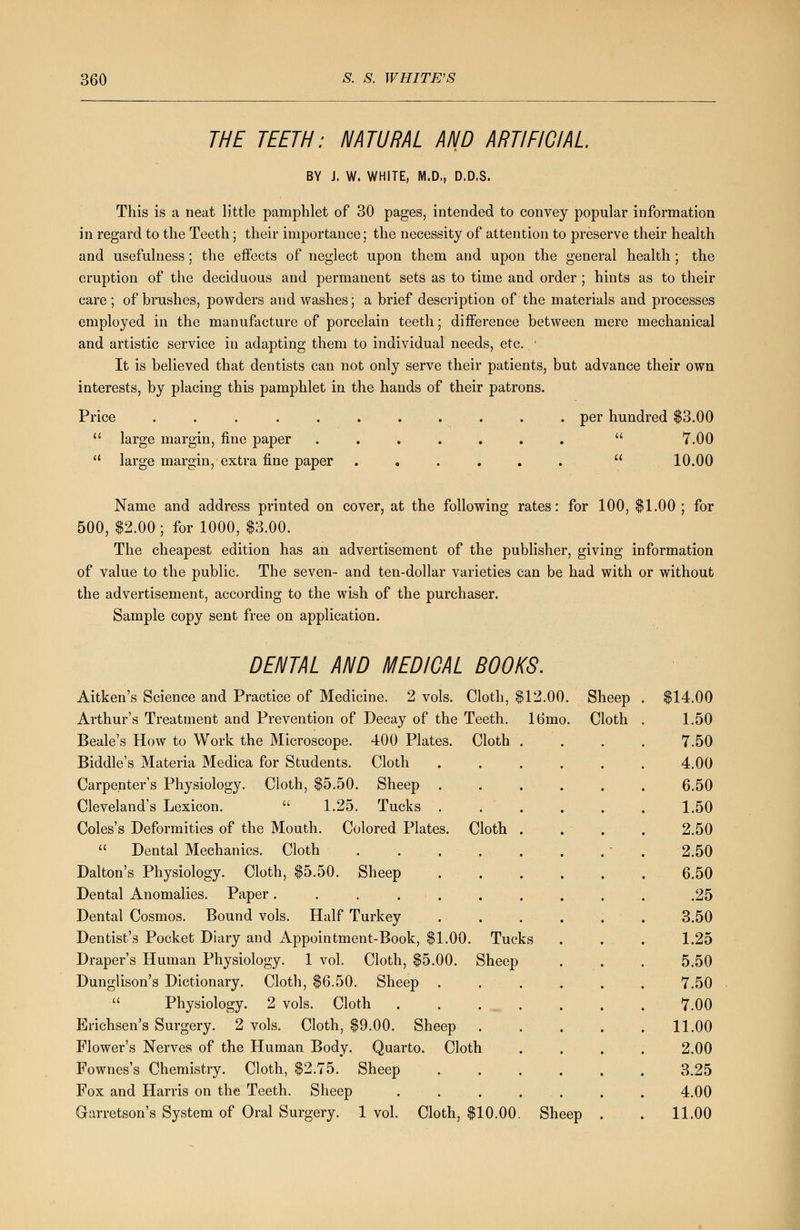 360 S. S. WHITE'S
THE TEETH: NATURAL AND ARTIFICIAL.
BY J. W. WHITE, M.D., D.D.S.
This is a neat little pamphlet of 30 pages, intended to convey popular information
in regard to the Teeth; their importance; the necessity of attention to preserve their health
and usefulness; the effects of neglect upon them and upon the general health; the
eruption of the deciduous and permanent sets as to time and order; hints as to their
care; of brushes, powders and washes; a brief description of the materials and processes
employed in the manufacture of porcelain teeth; difference between mere mechanical
and artistic service in adapting them to individual needs, etc.
It is believed that dentists can not only serve their patients, but advance their own
interests, by placing this pamphlet in the hands of their patrons.
Price . . . . . . . . . . . per hundred $3.00
" large margin, fine paper . . . . . . . " 7.00
" large margin, extra fine paper . . . . . . " 10.00
Name and address printed on cover, at the following rates: for 100, $1.00; for
500, $2.00; for 1000, $3.00.
The cheapest edition has an advertisement of the publisher, giving information
of value to the public. The seven- and ten-dollar varieties can be had with or without
the advertisement, according to the wish of the purchaser.
Sample copy sent free on application.
DENTAL AND MEDICAL BOOKS.
Aitken's Science and Practice of Medicine. 2 vols. Cloth, $12.00. Sheep . $14.00
Arthur's Treatment and Prevention of Decay of the Teeth. 16mo. Cloth . 1.50
Beale's How to Work the Microscope. 400 Plates. Cloth . . . . 7.50
Biddle's Materia Medica for Students. Cloth . . . . . . 4.00
Carpenter's Physiology. Cloth, $5.50. Sheep . . . . . . 6.50
Cleveland's Lexicon. " 1.25. Tucks . . . . . . 1.50
Coles's Deformities of the Mouth. Colored Plates. Cloth . . . . 2.50
" Dental Mechanics. Cloth . . . . . . . . 2.50
Dalton's Physiology. Cloth, $5.50. Sheep . . . . . . 6.50
Dental Anomalies. Paper . . . . . . . . . . .25
Dental Cosmos. Bound vols. Half Turkey . . . . . . 3.50
Dentist's Pocket Diary and Appointment-Book, $1.00. Tucks . . . 1.25
Draper's Human Physiology. 1 vol. Cloth, $5.00. Sheep . . . 5.50
Dunglison's Dictionary. Cloth, $6.50. Sheep . . . . . . 7.50
" Physiology. 2 vols. Cloth . . . . . . . 7.00
Erichsen's Surgery. 2 vols. Cloth, $9.00. Sheep . . . . . 11.00
Flower's Nerves of the Human Body. Quarto. Cloth . . . . 2.00
Fownes's Chemistry. Cloth, $2.75. Sheep . . . . . . 3.25
Fox and Harris on the Teeth. Sheep . . . . . . . 4.00
Garretson's System of Oral Surgery. 1 vol. Cloth, $10.00. Sheep . . 11.00